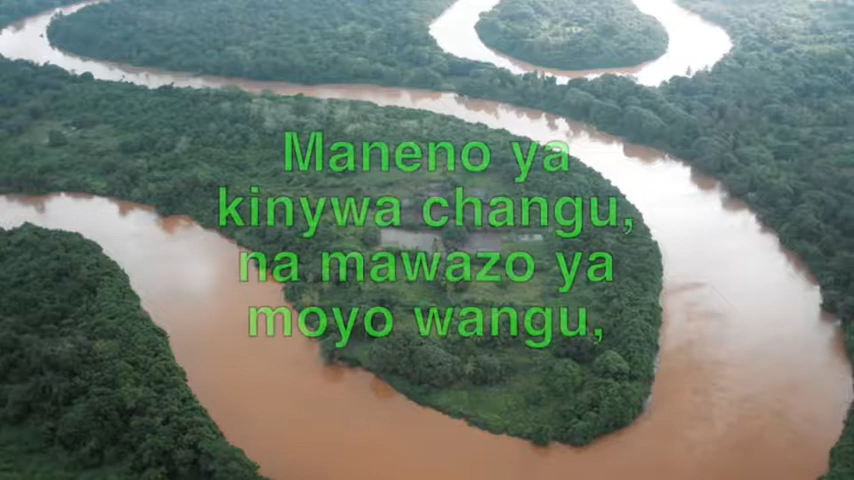 Maneno ya
kinywa changu,
na mawazo ya
moyo wangu,